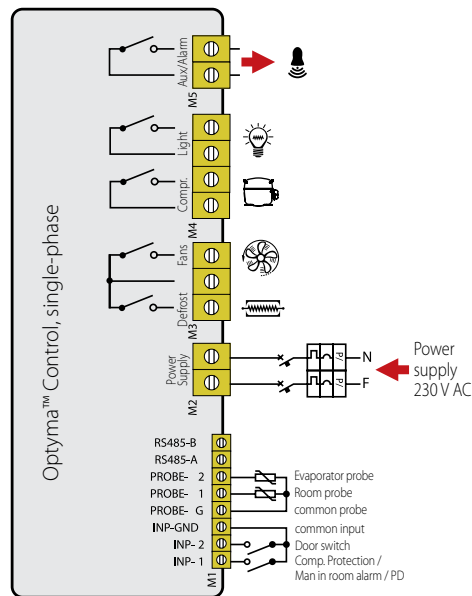 Optyma™ Control, single-phase
Aux/Alarm
M5
Light
Compr.
M4
Fans
Defrost
M3
Power
Supply
M2
P/
N
P/
F
Power
supply
230 V AC
RS485-B
RS485-A
PROBE- 2
Evaporator probe
PROBE- 1
Room probe
PROBE- G
common probe
INP-GND
common input
INP- 2
Door switch
INP- 1
Comp. Protection /
Man in room alarm / PD
M1